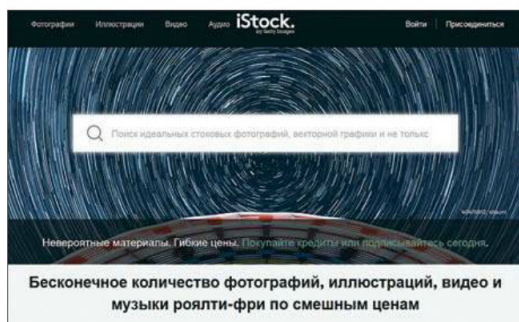 Фотографии Иллюстрации Видео Аудио iStock. Войти Присоединиться
by Getty Images
Поиск идеальных стоковых фотографий, векторной графики и не только
Невероятные материалы. Гибкие цены. Покупайте кредиты или подписывайтесь сегодня.
Бесконечное количество фотографий, иллюстраций, видео и
музыки роялти-фри по смешным ценам